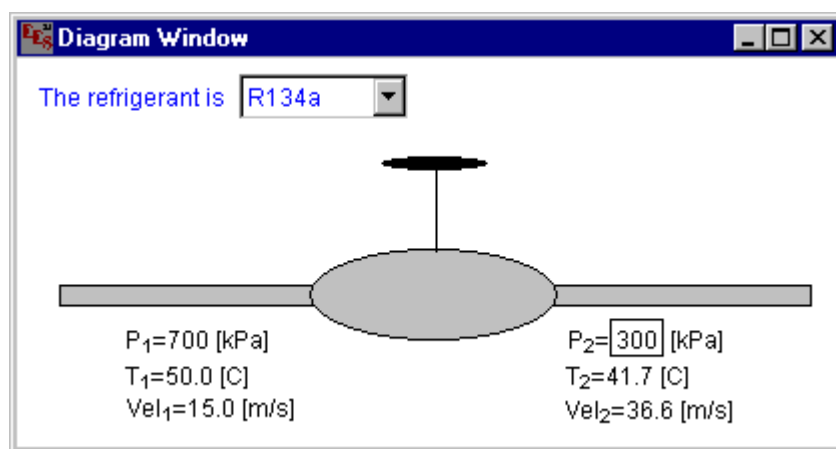 EES Diagram Window
The refrigerant is R134a
P₁=700 [kPa]
T₁=50.0 [C]
Vel₁=15.0 [m/s]
P₂=300 [kPa]
T₂=41.7 [C]
Vel₂=36.6 [m/s]